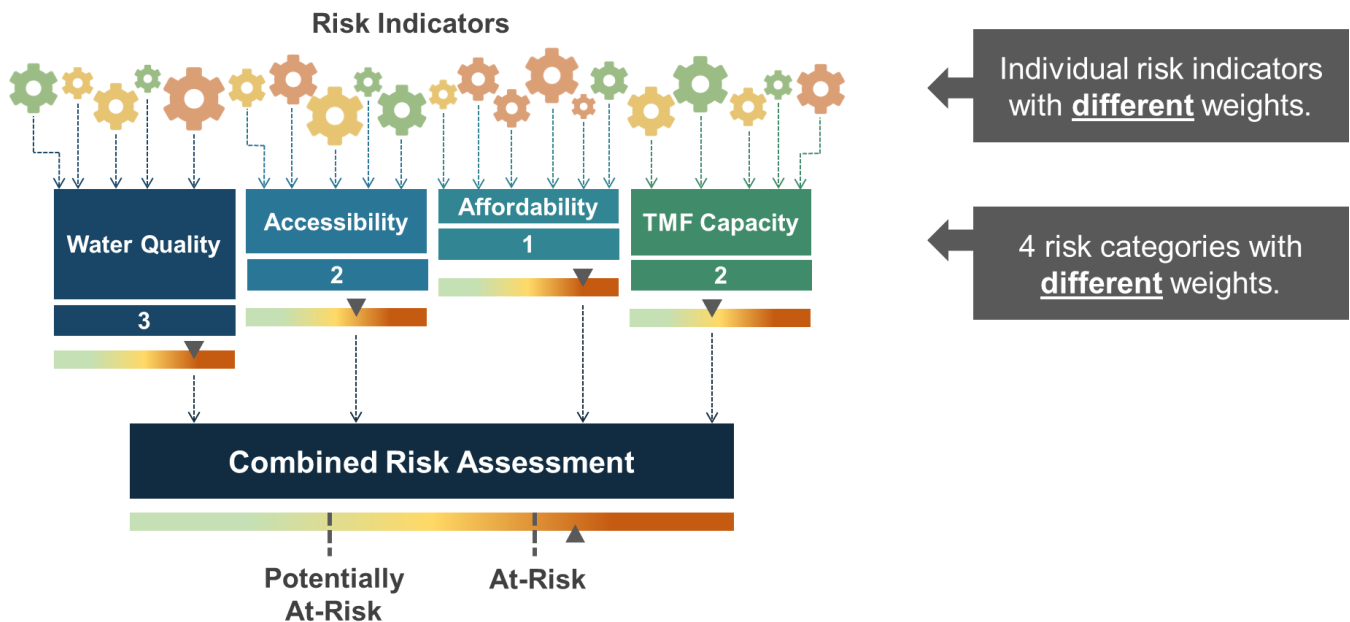 Risk Indicators
Individual risk indicators
with different weights.
Water Quality
3
Accessibility
2
Affordability
1
TMF Capacity
2
4 risk categories with
different weights.
Combined Risk Assessment
Potentially
At-Risk
At-Risk